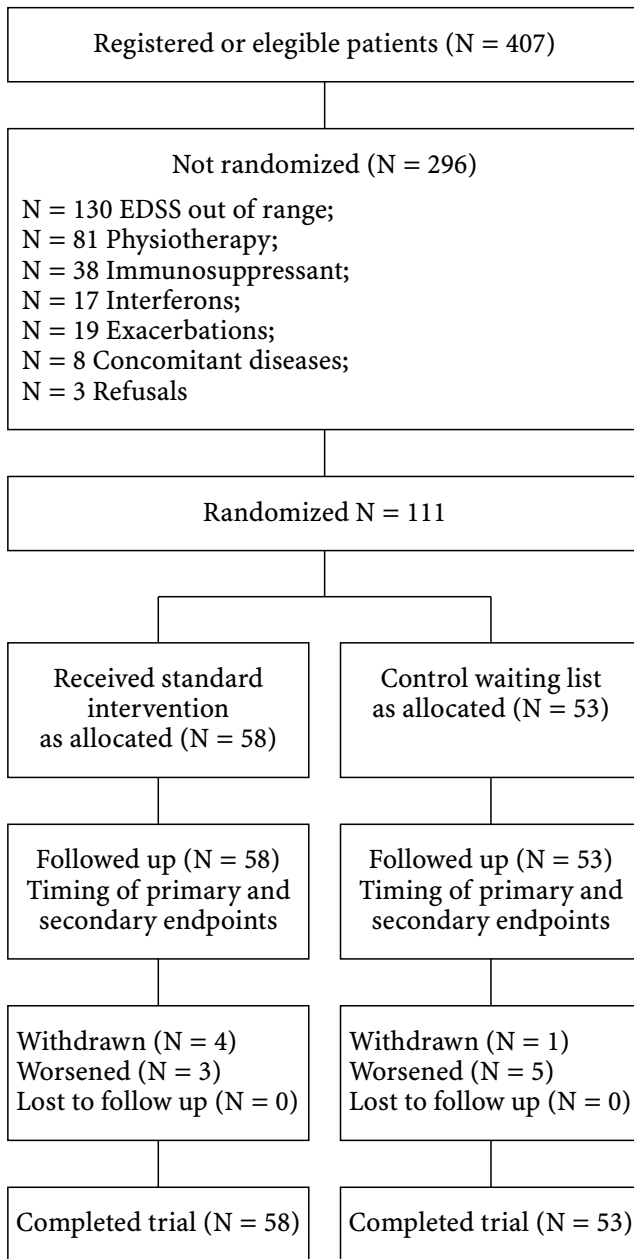 Registered or elegible patients (N = 407)
Not randomized (N = 296)
N = 130 EDSS out of range;
N = 81 Physiotherapy;
N = 38 Immunosuppressant;
N = 17 Interferons;
N = 19 Exacerbations;
N = 8 Concomitant diseases;
N = 3 Refusals
Randomized N = 111
Received standard
intervention
as allocated (N = 58)
Control waiting list
as allocated (N = 53)
Followed up (N = 58)
Timing of primary and
secondary endpoints
Followed up (N = 53)
Timing of primary and
secondary endpoints
Withdrawn (N = 4)
Worsened (N = 3)
Lost to follow up (N = 0)
Withdrawn (N = 1)
Worsened (N = 5)
Lost to follow up (N = 0)
Completed trial (N = 58)
Completed trial (N = 53)